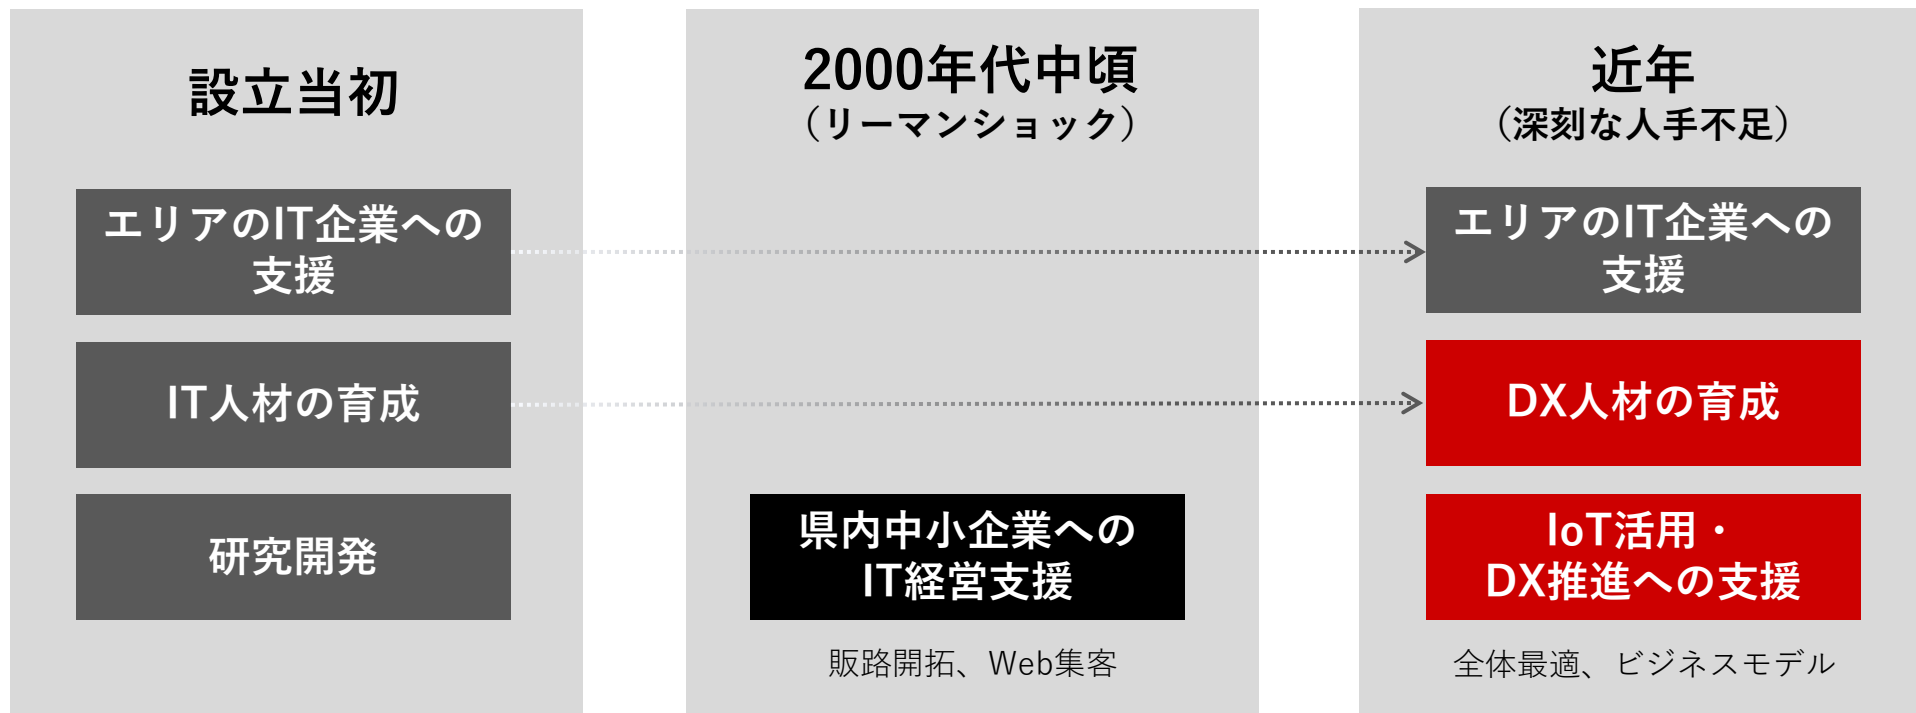 設立当初
エリアのIT企業への
支援
IT人材の育成
研究開発
2000年代中頃
（リーマンショック）
県内中小企業への
IT経営支援
販路開拓、Web集客
近年
（深刻な人手不足）
エリアのIT企業への
支援
DX人材の育成
IoT活用・
DX推進への支援
全体最適、ビジネスモデル